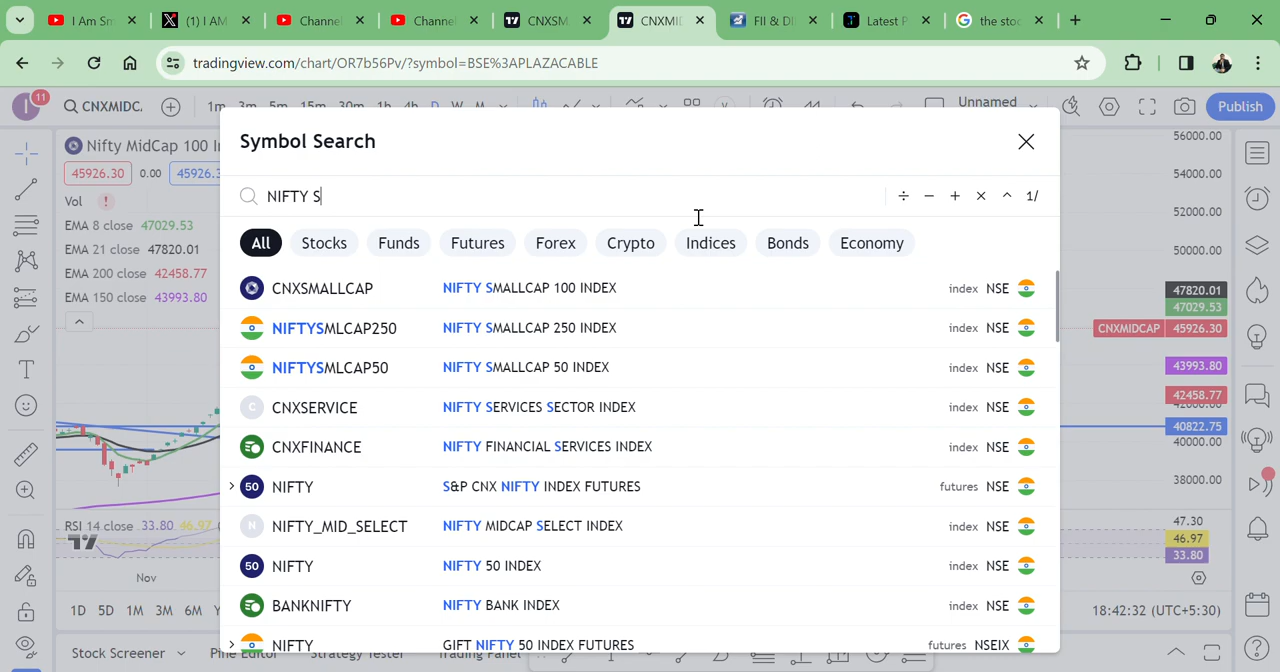 I Am Sm
(1) I AM
Channel
Channel
CNXSM
CNXMI
FII & DI
Latest P
the stoc
tradingview.com/chart/OR7b56Pv/?symbol=BSE%3APLAZACABLE
I
11
CNXMIDC.
1m 3m 5m 15m 30m 1h 4h D W M
Unnamed
Publish
Nifty MidCap 100 I
45926.30 0.00 45926.3
Vol
EMA 8 close 47029.53
EMA 21 close 47820.01
EMA 200 close 42458.77
EMA 150 close 43993.80
RSI 14 close 33.80 46.97
Nov
1D 5D 1M 3M 6M Y
Stock Screener Pine Editor Strategy Tester Trading Panel
Symbol Search
NIFTY S
÷ − + × ^ 1/
All Stocks Funds Futures Forex Crypto Indices Bonds Economy
CNXSMALLCAP NIFTY SMALLCAP 100 INDEX index NSE
NIFTYSMLCAP250 NIFTY SMALLCAP 250 INDEX index NSE
NIFTYSMLCAP50 NIFTY SMALLCAP 50 INDEX index NSE
C CNXSERVICE NIFTY SERVICES SECTOR INDEX index NSE
CNXFINANCE NIFTY FINANCIAL SERVICES INDEX index NSE
50 NIFTY S&P CNX NIFTY INDEX FUTURES futures NSE
N NIFTY_MID_SELECT NIFTY MIDCAP SELECT INDEX index NSE
50 NIFTY NIFTY 50 INDEX index NSE
BANKNIFTY NIFTY BANK INDEX index NSE
NIFTY GIFT NIFTY 50 INDEX FUTURES futures NSEIX
56000.00
54000.00
52000.00
50000.00
47820.01
47029.53
CNXMIDCAP 45926.30
43993.80
42458.77
40822.75
40000.00
38000.00
47.30
46.97
33.80
18:42:32 (UTC+5:30)